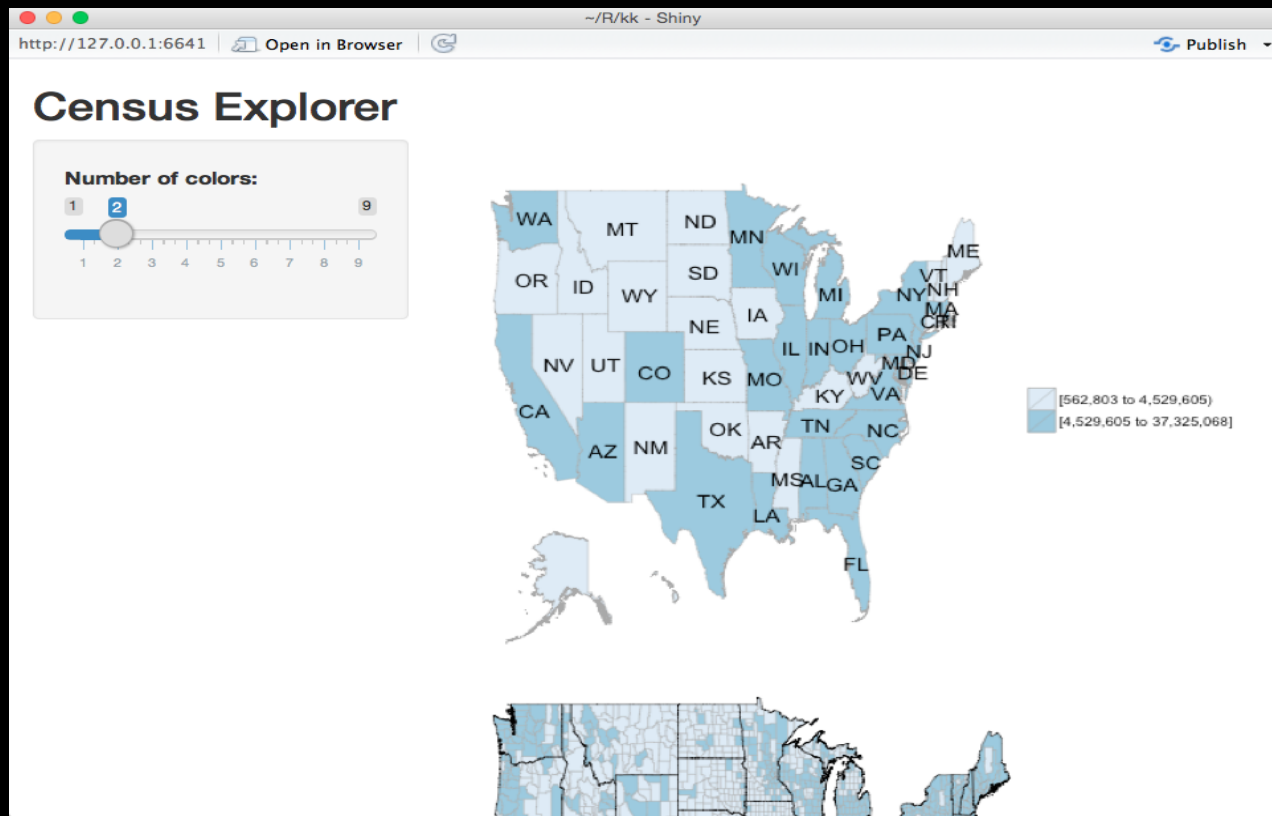 ~/R/kk - Shiny
http://127.0.0.1:6641 Open in Browser Publish
Census Explorer
Number of colors:
1 2 9
1 2 3 4 5 6 7 8 9
WA
MT
ND
MN
ME
OR
ID
WY
SD
WI
MI
VT
NH
NY
MA
RI
NE
IA
PA
NJ
IL
IN
OH
MD
DE
NV
UT
CO
KS
MO
WV
VA
KY
CA
TN
NC
AZ
NM
OK
AR
SC
MS
AL
GA
TX
LA
FL
[562,803 to 4,529,605)
[4,529,605 to 37,325,068]